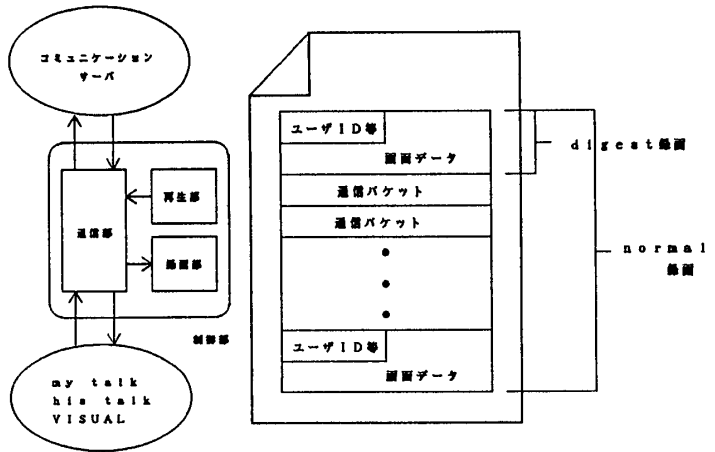 コミュニケーション
サーバ
通信部
再生部
録画部
制御部
my talk
his talk
VISUAL
ユーザID等
画面データ
通信パケット
通信パケット
ユーザID等
画面データ
digest録画
normal
録画